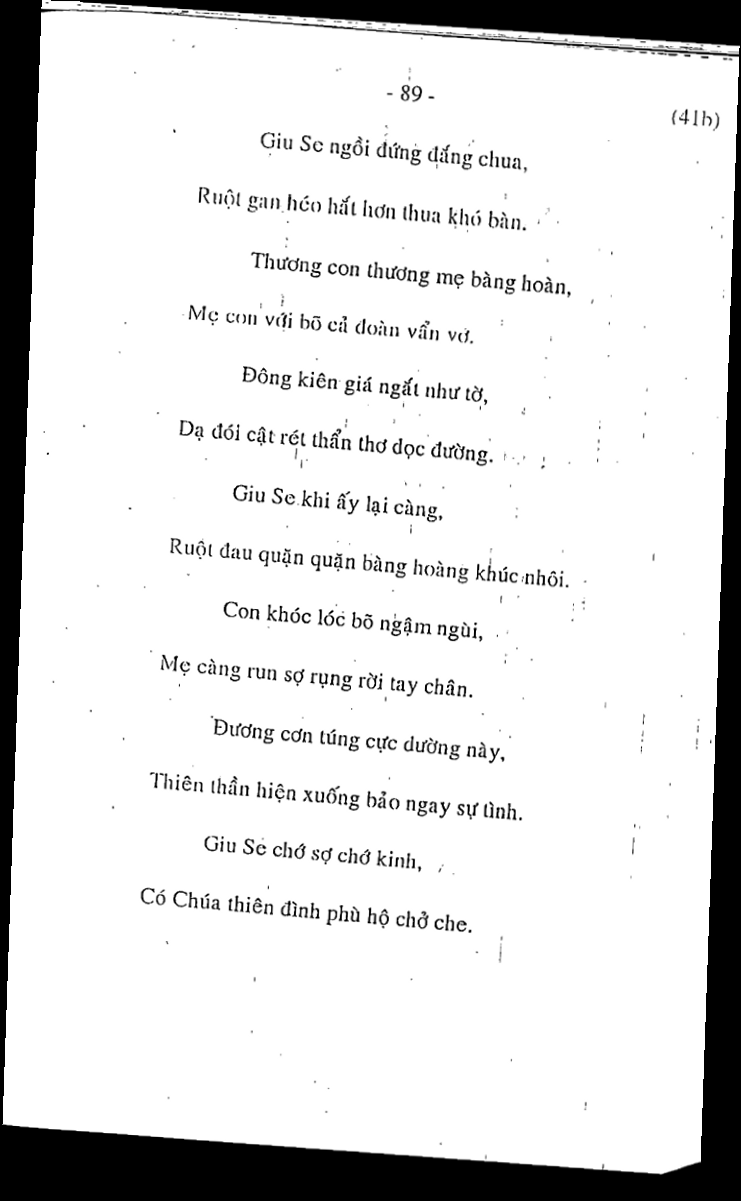 - 89 -
(41b)
Giu Se ngồi đứng đắng chua,
Ruột gan héo hắt hơn thua khó bàn.
Thương con thương mẹ bàng hoàn,
Mẹ con với bõ cả đoàn vẩn vơ.
Đông kiên giá ngắt như tờ,
Dạ đói cật rét thẩn thơ dọc đường.
Giu Se khi ấy lại càng,
Ruột đau quặn quặn bàng hoàng khúc nhôi.
Con khóc lóc bõ ngậm ngùi,
Mẹ càng run sợ rụng rời tay chân.
Đương cơn túng cực dường này,
Thiên thần hiện xuống bảo ngay sự tình.
Giu Se chớ sợ chớ kinh,
Có Chúa thiên đình phù hộ chở che.